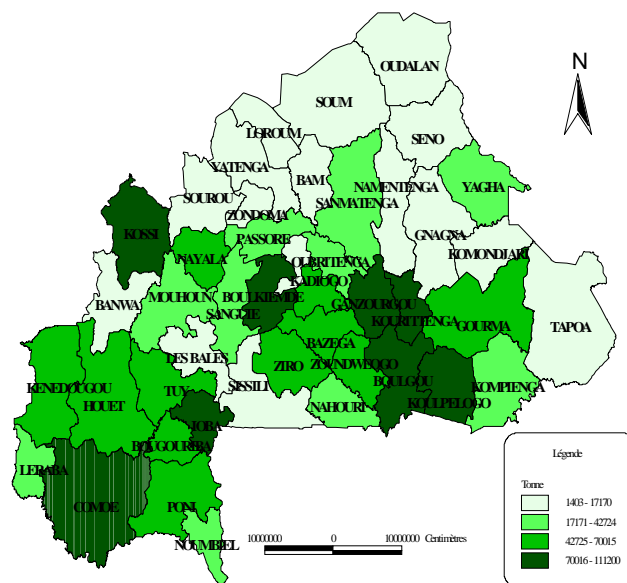 OUDALAN
N
SOUM
LOROUM
SENO
YATENGA
BAM
NAMENTENGA
YAGHA
SOUROU
SANMATENGA
ZONDOMA
KOSSI
PASSORE
GNAGNA
NAYALA
OUBRITENGA
KOMONDJARI
KADIOGO
BANWA
MOUHOUN
BOULKIEMDE
GANZOURGOU
SANGUIE
KOURITTENGA
GOURMA
TAPOA
BAZEGA
LES BALES
ZIRO
ZOUNDWEOGO
BOULGOU
KENEDOUGOU
TUY
SISSILI
KOMPIENGA
HOUET
NAHOURI
KOULPELOGO
IOBA
BOUGOURIBA
LERABA
COMOE
PONI
NOUMBIEL
1000000 0 1000000 Centimètres
Légende
Tonne
1403 - 17170
17171 - 42724
42725 - 70015
70016 - 111200